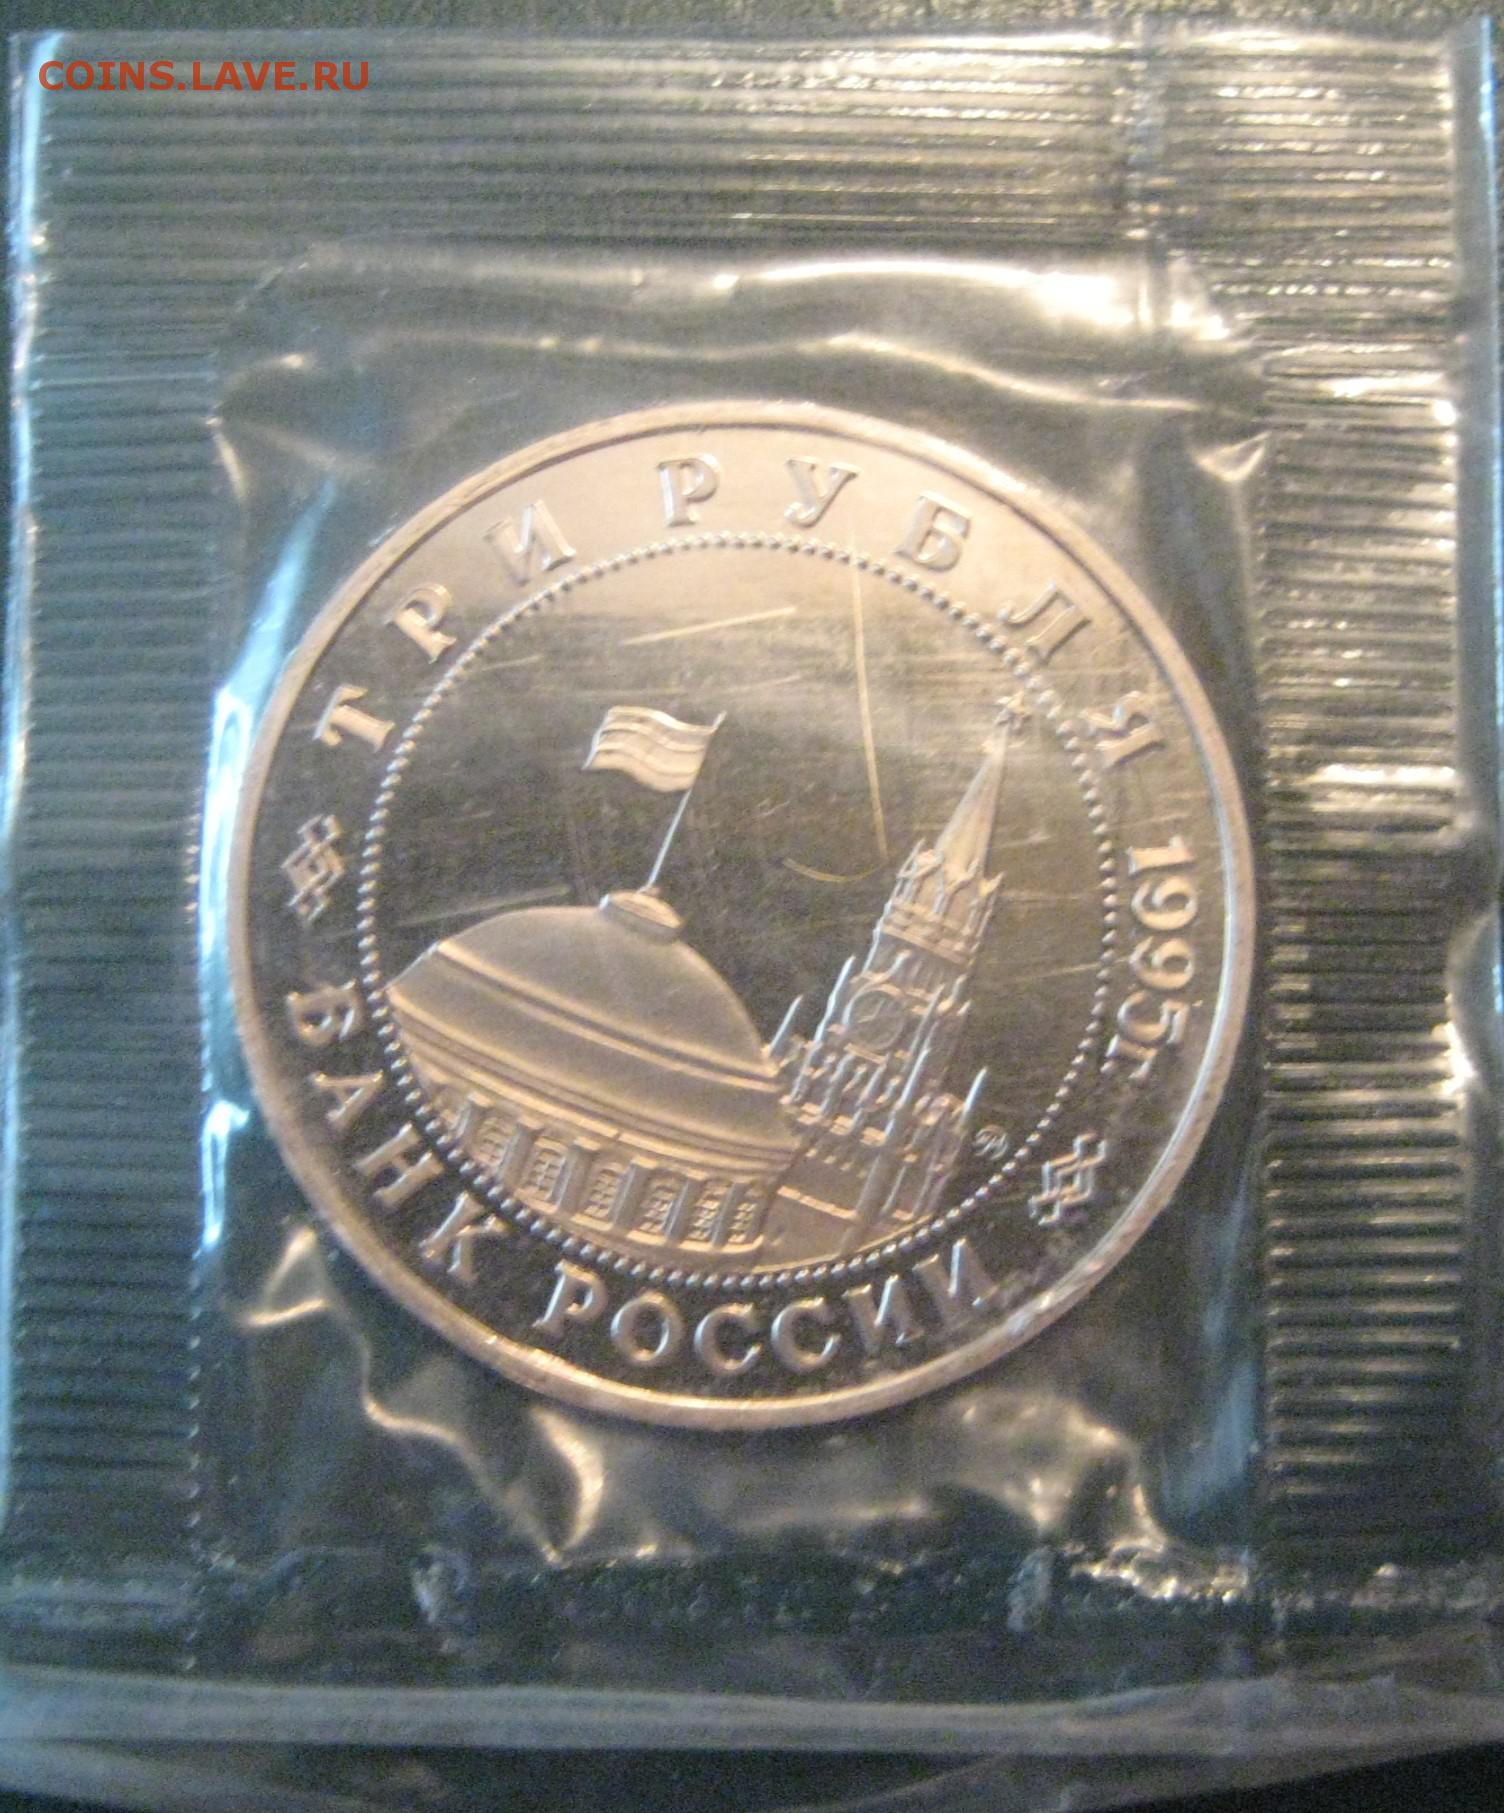 COINS.LAVE.RU
ТРИ РУБЛЯ 1995г.
БАНК РОССИИ